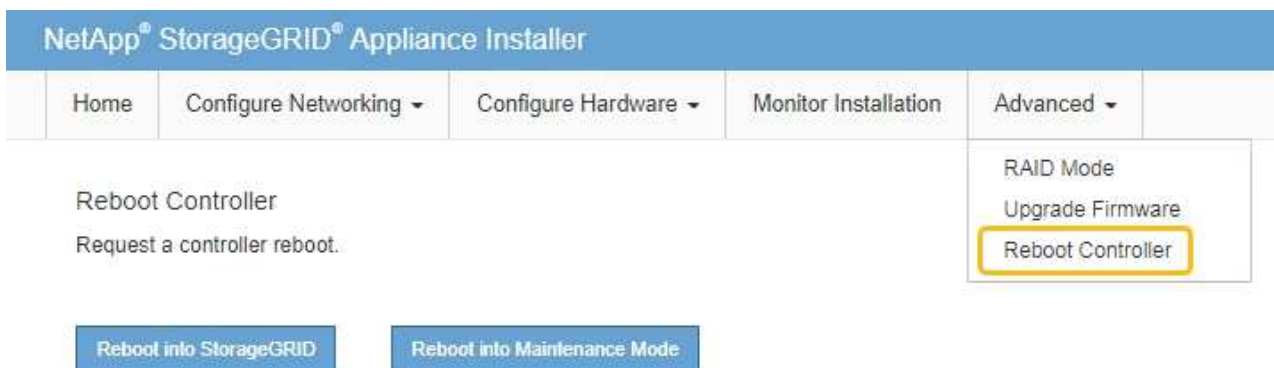 NetApp® StorageGRID® Appliance Installer
Home Configure Networking Configure Hardware Monitor Installation Advanced
RAID Mode
Upgrade Firmware
Reboot Controller
Reboot Controller
Request a controller reboot.
Reboot into StorageGRID Reboot into Maintenance Mode